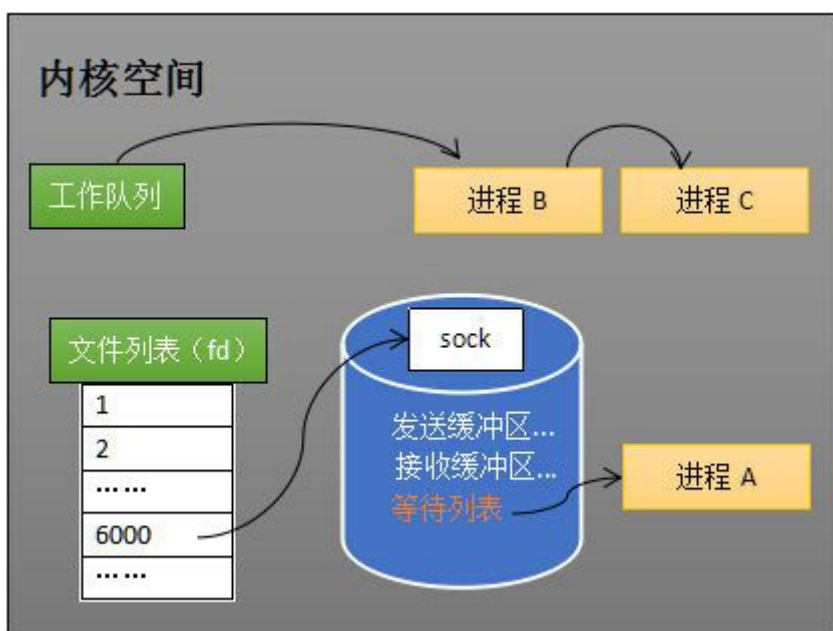 内核空间
工作队列
进程 B
进程 C
文件列表（fd）
1
2
……
6000
……
sock
发送缓冲区...
接收缓冲区...
等待列表
进程 A